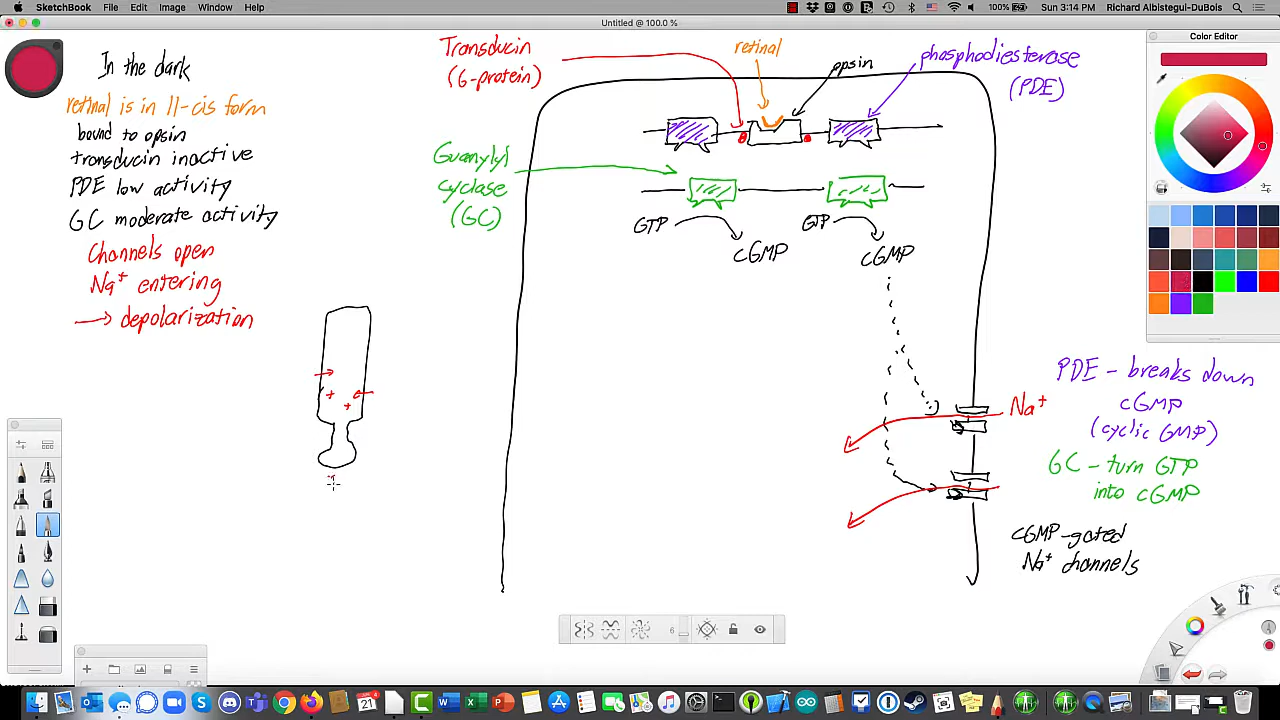 SketchBook File Edit Image Window Help
100% Sun 3:14 PM Richard Albistegui-DuBois
Untitled @ 100.0 %
Color Editor
In the dark
retinal is in 11-cis form
bound to opsin
transducin inactive
PDE low activity
GC moderate activity
Channels open
Na+ entering
→ depolarization
Transducin
(G-protein)
retinal
opsin
phosphodiesterase
(PDE)
Guanylyl
cyclase
(GC)
GTP
cGMP
GTP
cGMP
+
+
Na+
PDE - breaks down
cGMP
(cyclic GMP)
GC - turn GTP
into cGMP
cGMP-gated
Na+ channels
6